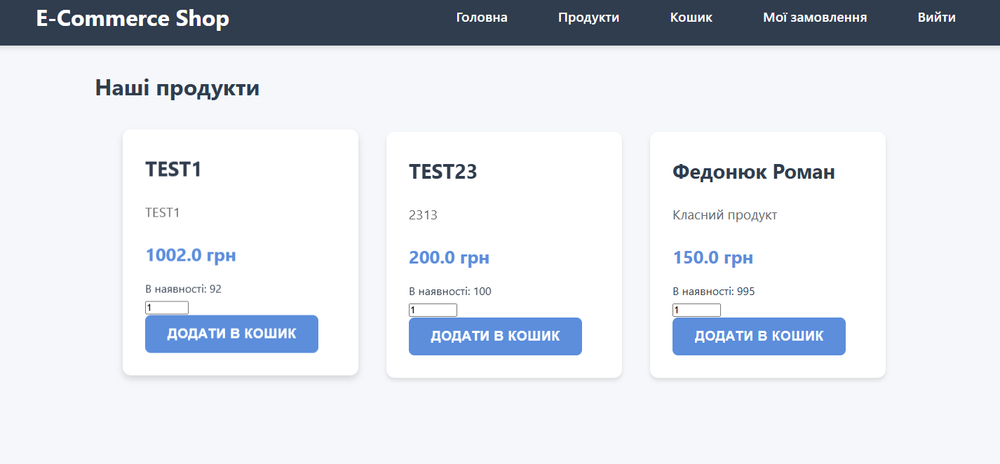 E-Commerce Shop
Головна Продукти Кошик Мої замовлення Вийти
Наші продукти
TEST1
TEST1
1002.0 грн
В наявності: 92
1
ДОДАТИ В КОШИК
TEST23
2313
200.0 грн
В наявності: 100
1
ДОДАТИ В КОШИК
Федонюк Роман
Класний продукт
150.0 грн
В наявності: 995
1
ДОДАТИ В КОШИК